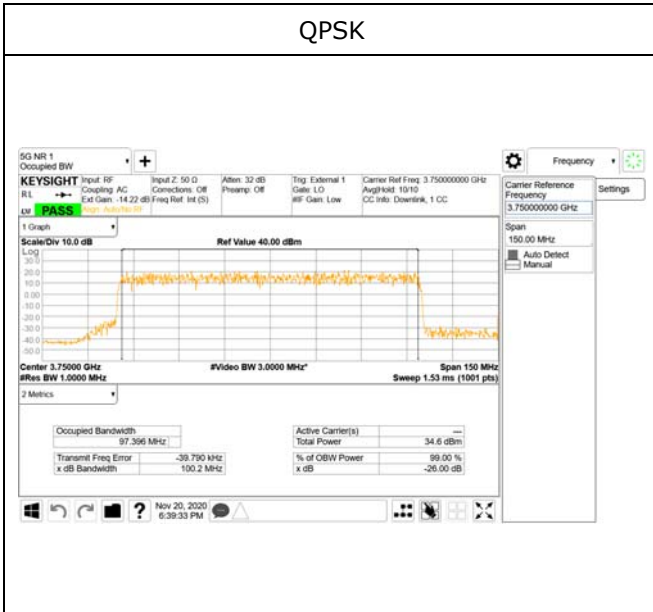 QPSK
5G NR 1
Occupied BW
+
Frequency
KEYSIGHT
RL
PASS
Input: RF
Coupling: AC
Ext Gain: -14.22 dB
Align: Auto/No RF
Input Z: 50 Ω
Corrections: Off
Freq Ref: Int (S)
Atten: 32 dB
Preamp: Off
Trig: External 1
Gate: LO
#IF Gain: Low
Carrier Ref Freq: 3.750000000 GHz
Avg|Hold: 10/10
CC Info: Downlink, 1 CC
Carrier Reference
Frequency
3.750000000 GHz
Span
150.00 MHz
Auto Detect
Manual
Settings
1 Graph
Scale/Div 10.0 dB
Ref Value 40.00 dBm
Log
30.0
20.0
10.0
0.00
-10.0
-20.0
-30.0
-40.0
-50.0
Center 3.75000 GHz
#Video BW 3.0000 MHz*
Span 150 MHz
#Res BW 1.0000 MHz
Sweep 1.53 ms (1001 pts)
2 Metrics
Occupied Bandwidth
97.396 MHz
Transmit Freq Error -39.790 kHz
x dB Bandwidth 100.2 MHz
Active Carrier(s) ---
Total Power 34.6 dBm
% of OBW Power 99.00 %
x dB -26.00 dB
?
Nov 20, 2020
6:39:33 PM